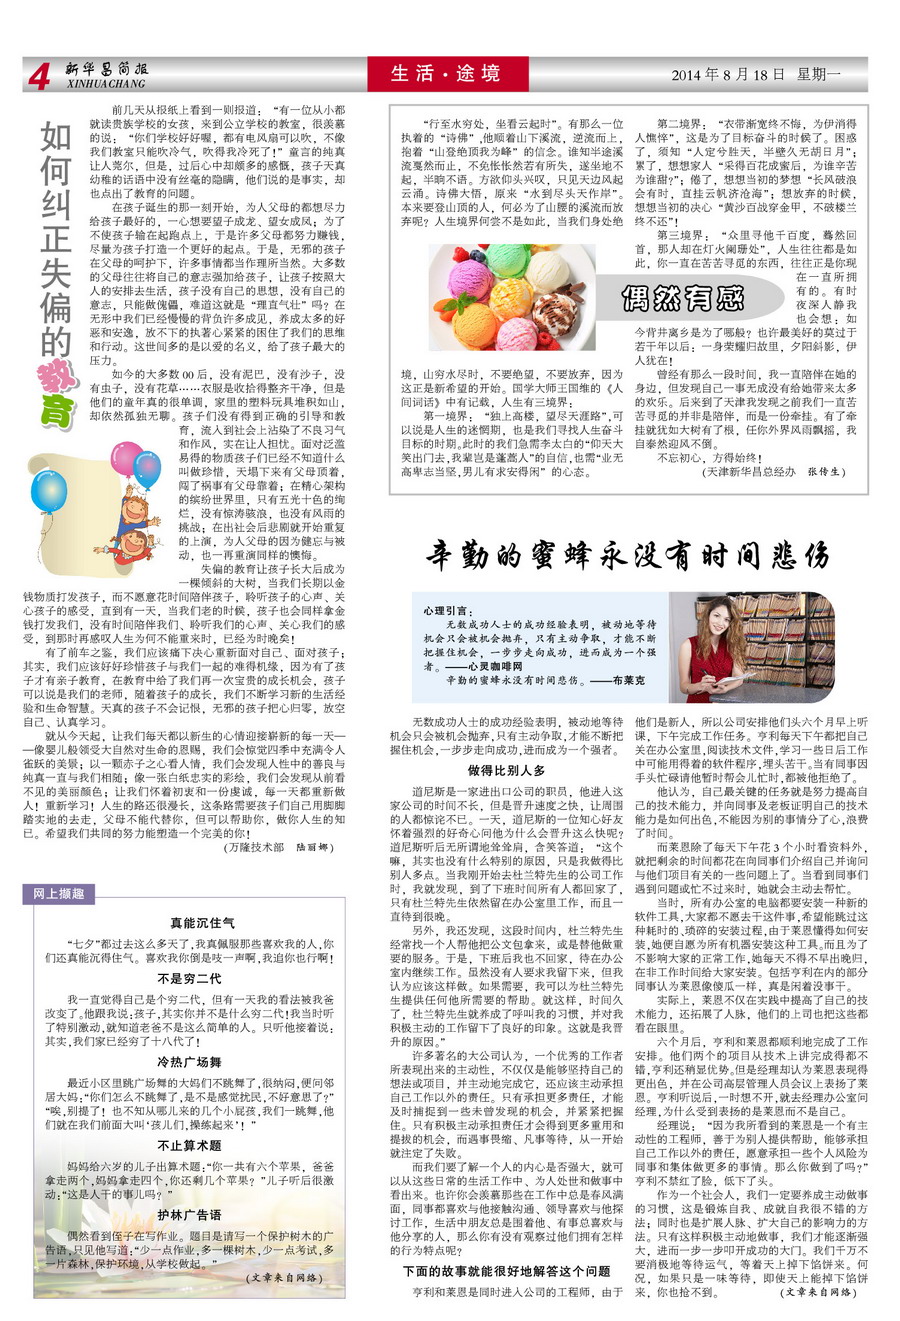 4
新华昌简报
XINHUACHANG
生活·途境
2014年8月18日 星期一
如何纠正失偏的教育
前几天从报纸上看到一则报道：“有一位从小都
就读贵族学校的女孩，来到公立学校的教室，很羡慕
的说：“你们学校好好喔，都有电风扇可以吹，不像
我们教室只能吹冷气，吹得我冷死了！”童言的纯真
让人莞尔，但是，过后心中却颇多的感慨，孩子天真
幼稚的话语中没有丝毫的隐瞒，他们说的是事实，却
也点出了教育的问题。
在孩子诞生的那一刻开始，为人父母的都想尽力
给孩子最好的，一心想要望子成龙、望女成凤；为了
不使孩子输在起跑点上，于是许多父母都努力赚钱，
尽量为孩子打造一个更好的起点。于是，无邪的孩子
在父母的呵护下，许多事情都当作理所当然。大多数
的父母往往将自己的意志强加给孩子，让孩子按照大
人的安排去生活，孩子没有自己的思想，没有自己的
意志，只能做傀儡，难道这就是“理直气壮”吗？在
无形中我们已经慢慢的背负许多成见，养成太多的好
恶和安逸，放不下的执著心紧紧的困住了我们的思维
和行动。这世间多的是以爱的名义，给了孩子最大的
压力。
如今的大多数00后，没有泥巴，没有沙子，没
有虫子，没有花草……衣服是收拾得整齐干净，但是
他们的童年真的很单调，家里的塑料玩具堆积如山，
却依然孤独无聊。孩子们没有得到正确的引导和教
育，流入到社会上沾染了不良习气
和作风，实在让人担忧。面对泛滥
易得的物质孩子们已经不知道什么
叫做珍惜，天塌下来有父母顶着，
闯了祸事有父母靠着；在精心架构
的缤纷世界里，只有五光十色的绚
烂，没有惊涛骇浪，也没有风雨的
挑战；在出社会后悲剧就开始重复
的上演，为人父母的因为健忘与被
动，也一再重演同样的懊悔。
失偏的教育让孩子长大后成为
一棵倾斜的大树，当我们长期以金
钱物质打发孩子，而不愿意花时间陪伴孩子，聆听孩子的心声、关
心孩子的感受，直到有一天，当我们老的时候，孩子也会同样拿金
钱打发我们，没有时间陪伴我们、聆听我们的心声、关心我们的感
受，到那时再感叹人生为何不能重来时，已经为时晚矣！
有了前车之鉴，我们应该痛下决心重新面对自己、面对孩子；
其实，我们应该好好珍惜孩子与我们一起的难得机缘，因为有了孩
子才有亲子教育，在教育中给了我们再一次宝贵的成长机会，孩子
可以说是我们的老师，随着孩子的成长，我们不断学习新的生活经
验和生命智慧。天真的孩子不会记恨，无邪的孩子把心归零，放空
自己、认真学习。
就从今天起，让我们每天都以新生的心情迎接崭新的每一天—
—像婴儿般领受大自然对生命的恩赐，我们会惊觉四季中充满令人
雀跃的美景；以一颗赤子之心看人情，我们会发现人性中的善良与
纯真一直与我们相随；像一张白纸忠实的彩绘，我们会发现从前看
不见的美丽颜色；让我们怀着初衷和一份虔诚，每一天都重新做
人！重新学习！人生的路还很漫长，这条路需要孩子们自己用脚脚
踏实地的去走，父母不能代替你，但可以帮助你，做你人生的知
己。希望我们共同的努力能塑造一个完美的你！
(万隆技术部 陆丽娜)
网上撷趣
真能沉住气
“七夕”都过去这么多天了,我真佩服那些喜欢我的人,你
们还真能沉得住气。喜欢我你倒是吱一声啊,我追你也行啊!
不是穷二代
我一直觉得自己是个穷二代，但有一天我的看法被我爸
改变了。他跟我说:孩子,其实你并不是什么穷二代!我当时听
了特别激动,就知道老爸不是这么简单的人。只听他接着说:
其实,我们家已经穷了十八代了!
冷热广场舞
最近小区里跳广场舞的大妈们不跳舞了,很纳闷,便问邻
居大妈:“你们怎么不跳舞了,是不是感觉扰民,不好意思了?”
“唉,别提了！也不知从哪儿来的几个小屁孩,我们一跳舞,他
们就在我们前面大叫‘孩儿们,操练起来’！”
不止算术题
妈妈给六岁的儿子出算术题:“你一共有六个苹果，爸爸
拿走两个,妈妈拿走四个,你还剩几个苹果？”儿子听后很激
动:“这是人干的事儿吗？”
护林广告语
偶然看到侄子在写作业。题目是请写一个保护树木的广
告语,只见他写道:“少一点作业,多一棵树木,少一点考试,多
一片森林,保护环境,从学校做起。”
(文章来自网络)
“行至水穷处，坐看云起时”。有那么一位
执着的“诗佛”,他顺着山下溪流，逆流而上，
抱着“山登绝顶我为峰”的信念。谁知半途溪
流戛然而止，不免怅怅然若有所失，遂坐地不
起，半晌不语。方欲仰头兴叹，只见天边风起
云涌。诗佛大悟，原来“水到尽头天作岸”。
本来要登山顶的人，何必为了山腰的溪流而放
弃呢？人生境界何尝不是如此，当我们身处绝
境，山穷水尽时，不要绝望，不要放弃，因为
这正是新希望的开始。国学大师王国维的《人
间词话》中有记载，人生有三境界：
第一境界：“独上高楼，望尽天涯路”,可
以说是人生的迷惘期，也是我们寻找人生奋斗
目标的时期。此时的我们急需李太白的“仰天大
笑出门去,我辈岂是蓬蒿人”的自信,也需“业无
高卑志当坚,男儿有求安得闲”的心态。
偶然有感
第二境界：“衣带渐宽终不悔，为伊消得
人憔悴”，这是为了目标奋斗的时候了。困惑
了，须知“人定兮胜天，半壁久无胡日月”；
累了，想想家人“采得百花成蜜后，为谁辛苦
为谁甜?”；倦了，想想当初的梦想“长风破浪
会有时，直挂云帆济沧海”；想放弃的时候，
想想当初的决心“黄沙百战穿金甲，不破楼兰
终不还”！
第三境界：“众里寻他千百度，蓦然回
首，那人却在灯火阑珊处”，人生往往都是如
此，你一直在苦苦寻觅的东西，往往正是你现
在一直所拥
有的。有时
夜深人静我
也会想：如
今背井离乡是为了哪般？也许最美好的莫过于
若干年以后：一身荣耀归故里，夕阳斜影，伊
人犹在！
曾经有那么一段时间，我一直陪伴在她的
身边，但发现自己一事无成没有给她带来太多
的欢乐。后来到了天津我发现之前我们一直苦
苦寻觅的并非是陪伴，而是一份牵挂。有了牵
挂就犹如大树有了根，任你外界风雨飘摇，我
自泰然迎风不倒。
不忘初心，方得始终！
(天津新华昌总经办 张传生)
辛勤的蜜蜂永没有时间悲伤
心理引言：
无数成功人士的成功经验表明，被动地等待
机会只会被机会抛弃，只有主动争取，才能不断
把握住机会，一步步走向成功，进而成为一个强
者。——心灵咖啡网
辛勤的蜜蜂永没有时间悲伤。——布莱克
无数成功人士的成功经验表明，被动地等待
机会只会被机会抛弃,只有主动争取,才能不断把
握住机会,一步步走向成功,进而成为一个强者。
做得比别人多
道尼斯是一家进出口公司的职员，他进入这
家公司的时间不长，但是晋升速度之快，让周围
的人都惊诧不已。一天，道尼斯的一位知心好友
怀着强烈的好奇心问他为什么会晋升这么快呢？
道尼斯听后无所谓地耸耸肩，含笑答道：“这个
嘛，其实也没有什么特别的原因，只是我做得比
别人多点。当我刚开始去杜兰特先生的公司工作
时，我就发现，到了下班时间所有人都回家了，
只有杜兰特先生依然留在办公室里工作，而且一
直待到很晚。
另外，我还发现，这段时间内，杜兰特先生
经常找一个人帮他把公文包拿来，或是替他做重
要的服务。于是，下班后我也不回家，待在办公
室内继续工作。虽然没有人要求我留下来，但我
认为应该这样做。如果需要，我可以为杜兰特先
生提供任何他所需要的帮助。就这样，时间久
了，杜兰特先生就养成了呼叫我的习惯，并对我
积极主动的工作留下了良好的印象。这就是我晋
升的原因。”
许多著名的大公司认为，一个优秀的工作者
所表现出来的主动性，不仅仅是能够坚持自己的
想法或项目，并主动地完成它，还应该主动承担
自己工作以外的责任。只有承担更多责任，才能
及时捕捉到一些未曾发现的机会，并紧紧把握
住。只有积极主动承担责任才会得到更多重用和
提拔的机会，而遇事畏缩、凡事等待，从一开始
就注定了失败。
而我们要了解一个人的内心是否强大，就可
以从这些日常的生活工作中、为人处世和做事中
看出来。也许你会羡慕那些在工作中总是春风满
面，同事都喜欢与他接触沟通、领导喜欢与他探
讨工作，生活中朋友总是围着他、有事总喜欢与
他分享的人，那么你有没有观察过他们拥有怎样
的行为特点呢？
下面的故事就能很好地解答这个问题
亨利和莱恩是同时进入公司的工程师，由于
他们是新人，所以公司安排他们头六个月早上听
课，下午完成工作任务。亨利每天下午都把自己
关在办公室里,阅读技术文件,学习一些日后工作
中可能用得着的软件程序,埋头苦干。当有同事因
手头忙碌请他暂时帮会儿忙时,都被他拒绝了。
他认为，自己最关键的任务就是努力提高自
己的技术能力，并向同事及老板证明自己的技术
能力是如何出色,不能因为别的事情分了心,浪费
了时间。
而莱恩除了每天下午花3个小时看资料外，
就把剩余的时间都花在向同事们介绍自己并询问
与他们项目有关的一些问题上了。当看到同事们
遇到问题或忙不过来时，她就会主动去帮忙。
当时，所有办公室的电脑都要安装一种新的
软件工具,大家都不愿去干这件事,希望能跳过这
种耗时的、琐碎的安装过程,由于莱恩懂得如何安
装,她便自愿为所有机器安装这种工具。而且为了
不影响大家的正常工作,她每天不得不早出晚归,
在非工作时间给大家安装。包括亨利在内的部分
同事认为莱恩像傻瓜一样，真是闲着没事干。
实际上，莱恩不仅在实践中提高了自己的技
术能力，还拓展了人脉，他们的上司也把这些都
看在眼里。
六个月后，亨利和莱恩都顺利地完成了工作
安排。他们两个的项目从技术上讲完成得都不
错,亨利还稍显优势。但是经理却认为莱恩表现得
更出色，并在公司高层管理人员会议上表扬了莱
恩。亨利听说后,一时想不开,就去经理办公室问
经理,为什么受到表扬的是莱恩而不是自己。
经理说：“因为我所看到的莱恩是一个有主
动性的工程师，善于为别人提供帮助，能够承担
自己工作以外的责任，愿意承担一些个人风险为
同事和集体做更多的事情。那么你做到了吗？”
亨利不禁红了脸，低下了头。
作为一个社会人，我们一定要养成主动做事
的习惯，这是锻炼自我、成就自我很不错的方
法；同时也是扩展人脉、扩大自己的影响力的方
法。只有这样积极主动地做事，我们才能逐渐强
大，进而一步一步叩开成功的大门。我们千万不
要消极地等待运气，等着天上掉下馅饼来。何
况，如果只是一味等待，即使天上能掉下馅饼
来，你也抢不到。
(文章来自网络)